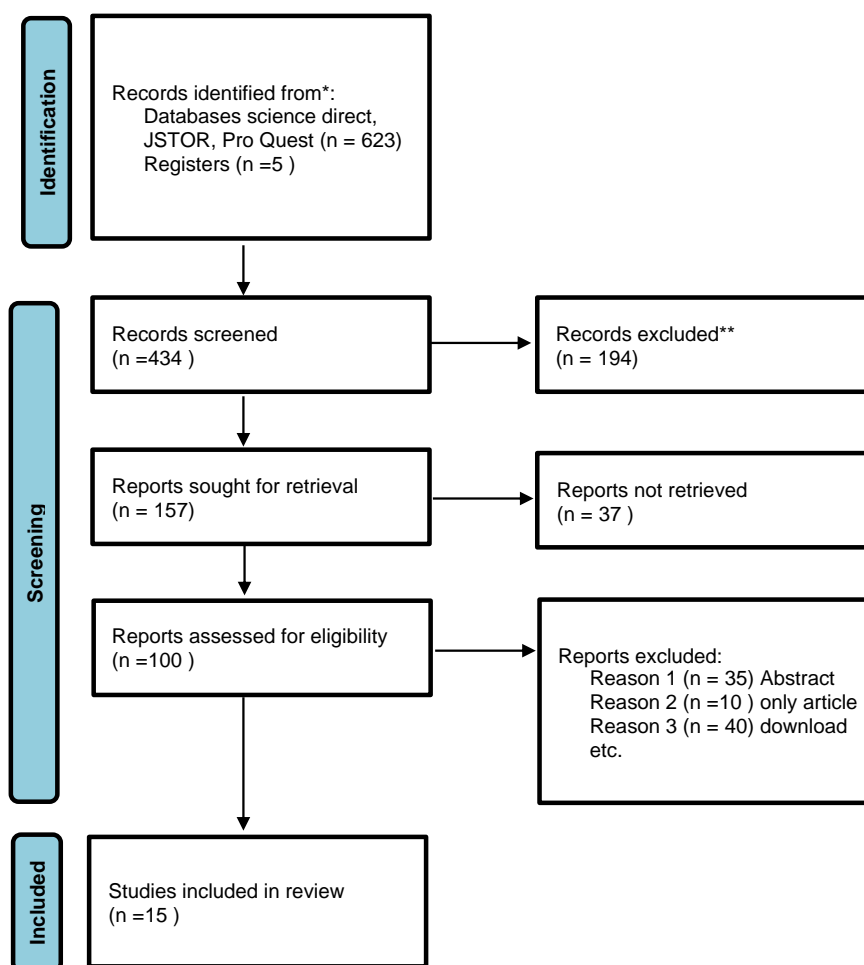 Identification
Records identified from*:
Databases science direct,
JSTOR, Pro Quest (n = 623)
Registers (n =5 )
Screening
Records screened
(n =434 )
Records excluded**
(n = 194)
Reports sought for retrieval
(n = 157)
Reports not retrieved
(n = 37 )
Reports assessed for eligibility
(n =100 )
Reports excluded:
Reason 1 (n = 35) Abstract
Reason 2 (n =10 ) only article
Reason 3 (n = 40) download
etc.
Included
Studies included in review
(n =15 )